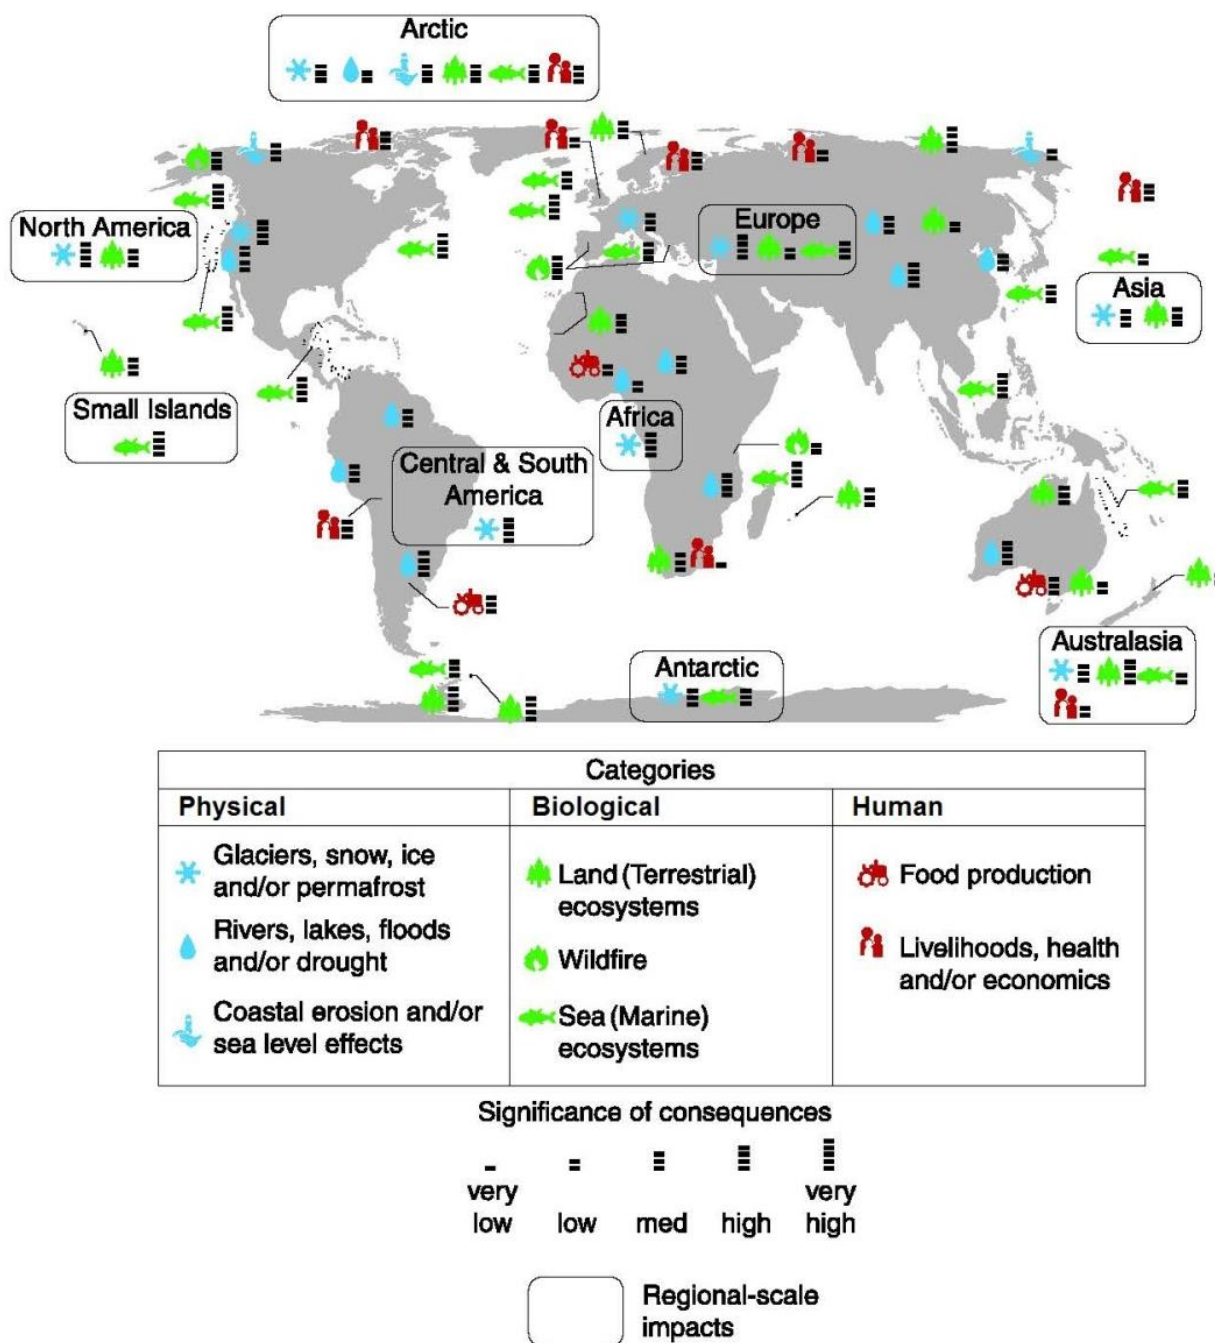 Arctic
North America
Europe
Asia
Small Islands
Africa
Central & South
America
Antarctic
Australasia
Categories
Physical
Biological
Human
Glaciers, snow, ice
and/or permafrost
Rivers, lakes, floods
and/or drought
Coastal erosion and/or
sea level effects
Land (Terrestrial)
ecosystems
Wildfire
Sea (Marine)
ecosystems
Food production
Livelihoods, health
and/or economics
Significance of consequences
very
low
low
med
high
very
high
Regional-scale
impacts